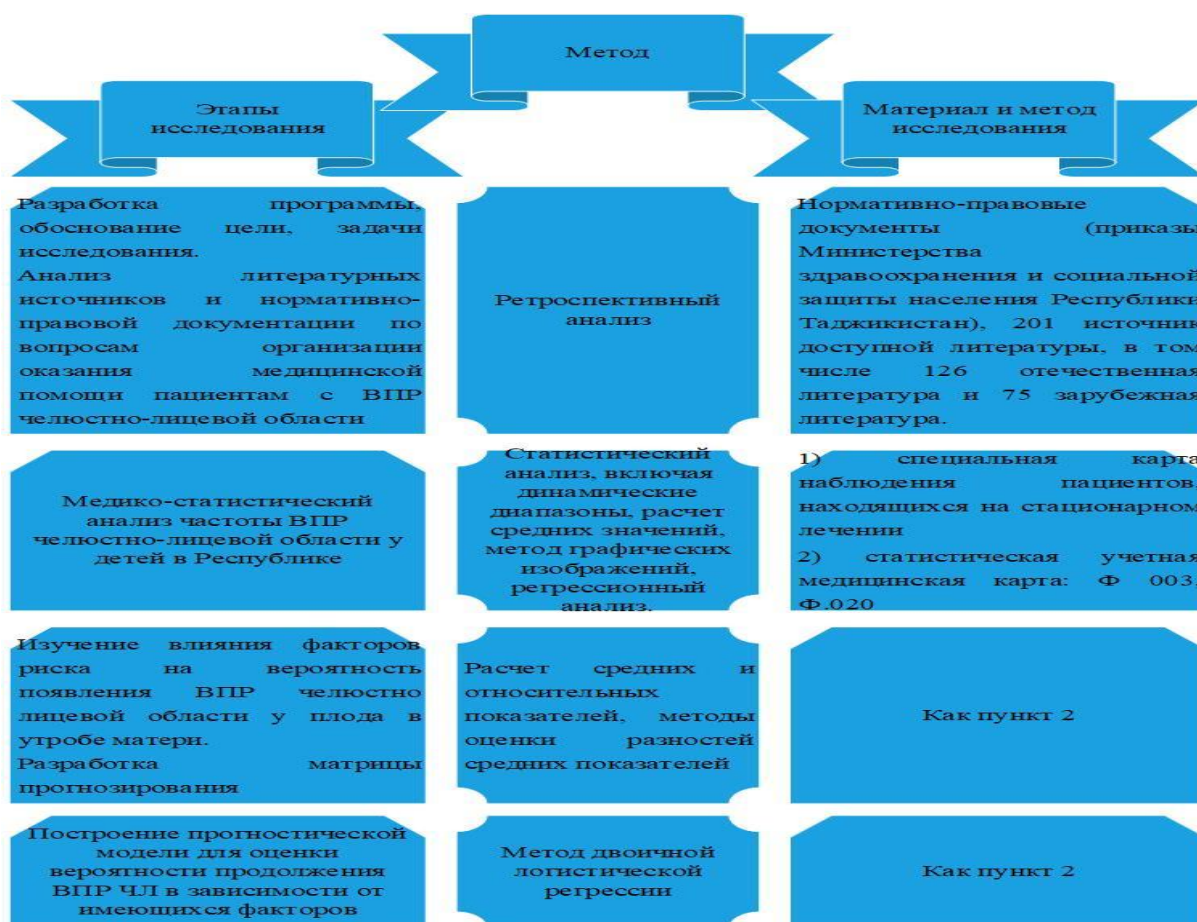 Метод
Этапы
исследования
Материал и метод
исследования
Разработка программы,
обоснование цели, задачи
исследования.
Анализ литературных
источников и нормативно-
правовой документации по
вопросам организации
оказания медицинской
помощи пациентам с ВПР
челюстно-лицевой области
Ретроспективный
анализ
Нормативно-правовые
документы (приказы
Министерства
здравоохранения и социальной
защиты населения Республики
Таджикистан), 201 источник
доступной литературы, в том
числе 126 отечественная
литература и 75 зарубежная
литература.
Медико-статистический
анализ частоты ВПР
челюстно-лицевой области у
детей в Республике
Статистический
анализ, включая
динамические
диапазоны, расчет
средних значений,
метод графических
изображений,
регрессионный
анализ.
1) специальная карта
наблюдения пациентов,
находящихся на стационарном
лечении
2) статистическая учетная
медицинская карта: Ф 003,
Ф.020
Изучение влияния факторов
риска на вероятность
появления ВПР челюстно
лицевой области у плода в
утробе матери.
Разработка матрицы
прогнозирования
Расчет средних и
относительных
показателей, методы
оценки разностей
средних показателей
Как пункт 2
Построение прогностической
модели для оценки
вероятности продолжения
ВПР ЧЛ в зависимости от
имеющихся факторов
Метод двоичной
логистической
регрессии
Как пункт 2